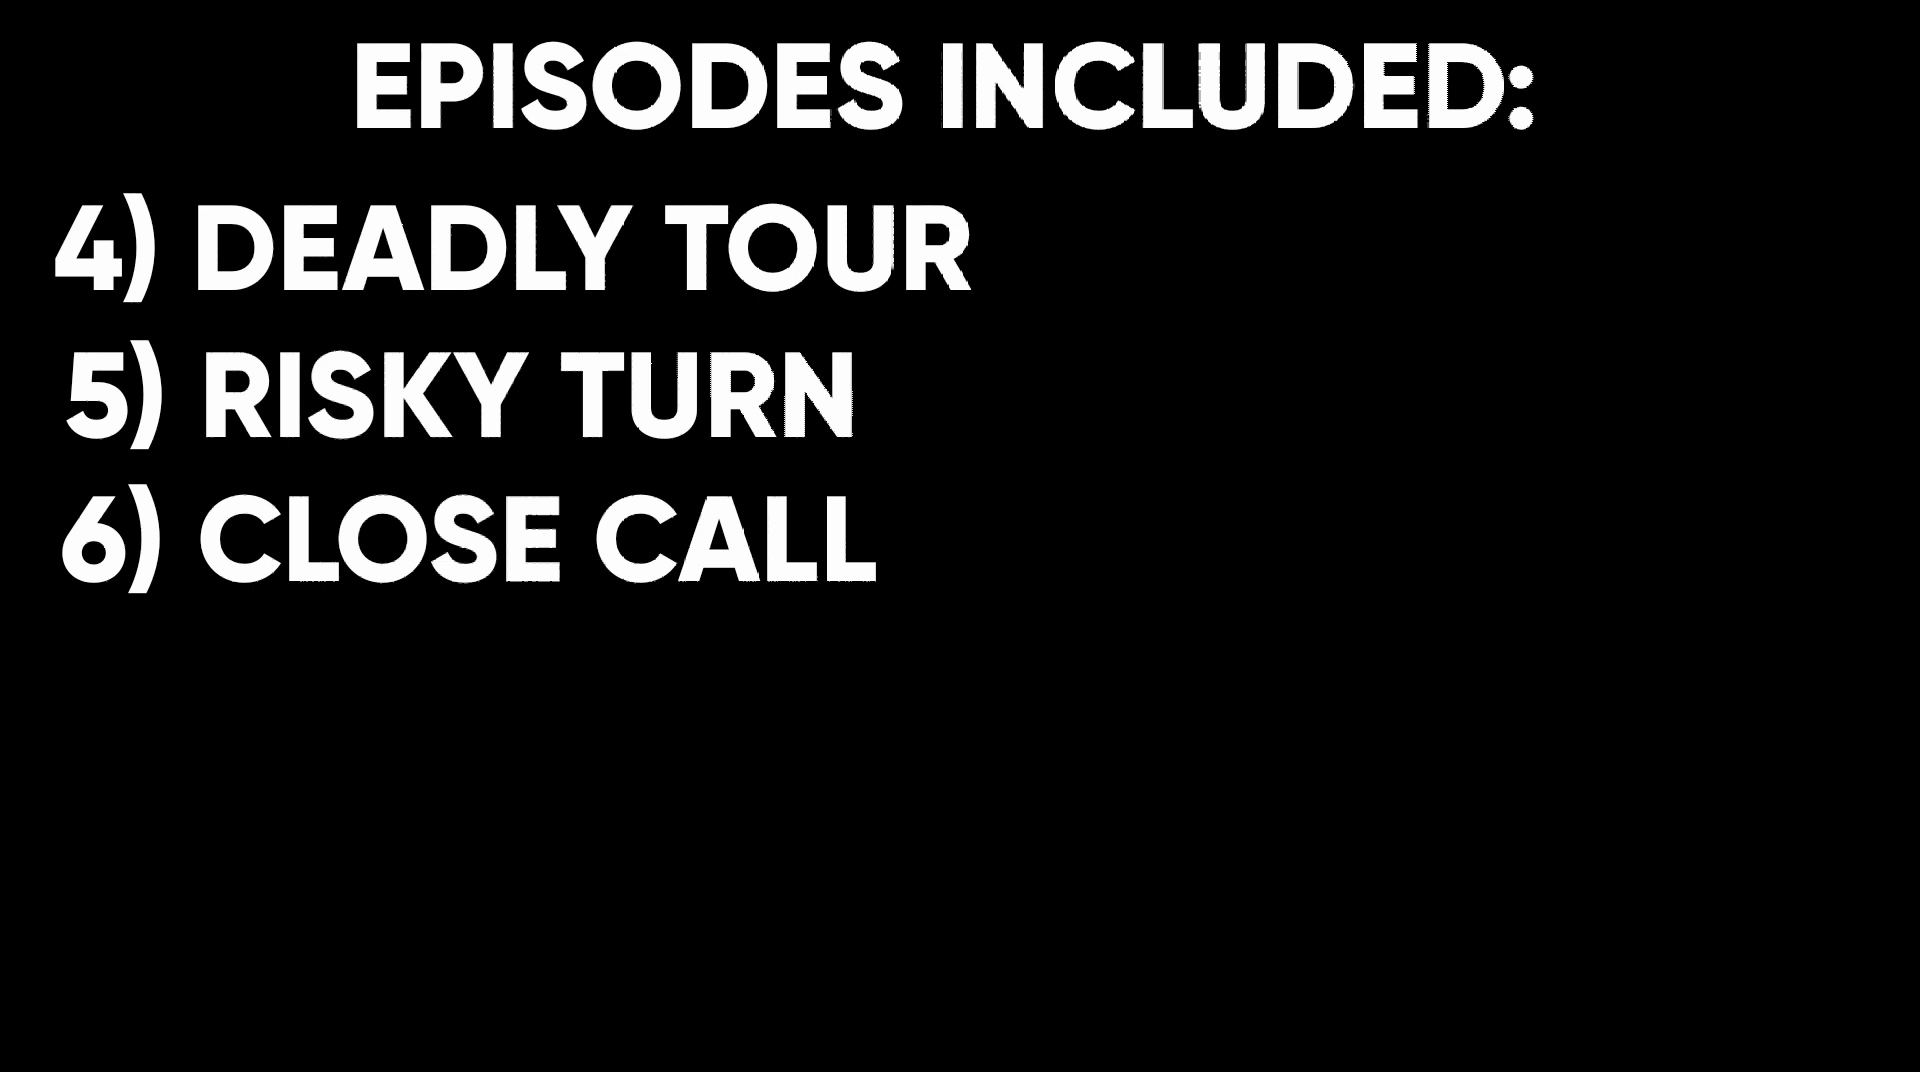 EPISODES INCLUDED:
4) DEADLY TOUR
5) RISKY TURN
6) CLOSE CALL